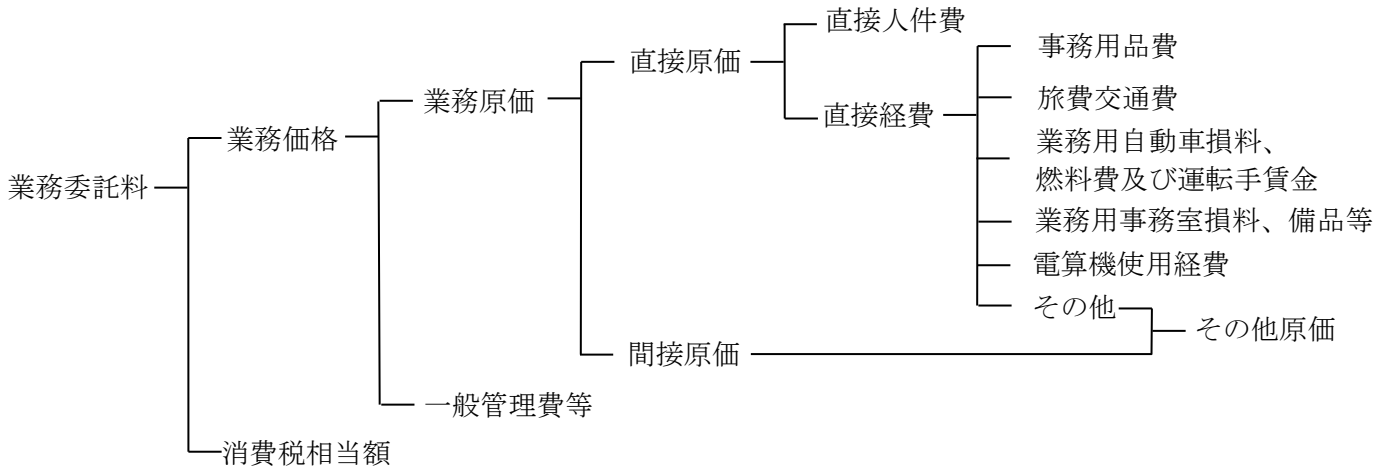 直接人件費
事務用品費
直接原価
旅費交通費
業務原価
直接経費
業務用自動車損料、
燃料費及び運転手賃金
業務価格
業務委託料
業務用事務室損料、備品等
電算機使用経費
その他
その他原価
間接原価
一般管理費等
消費税相当額